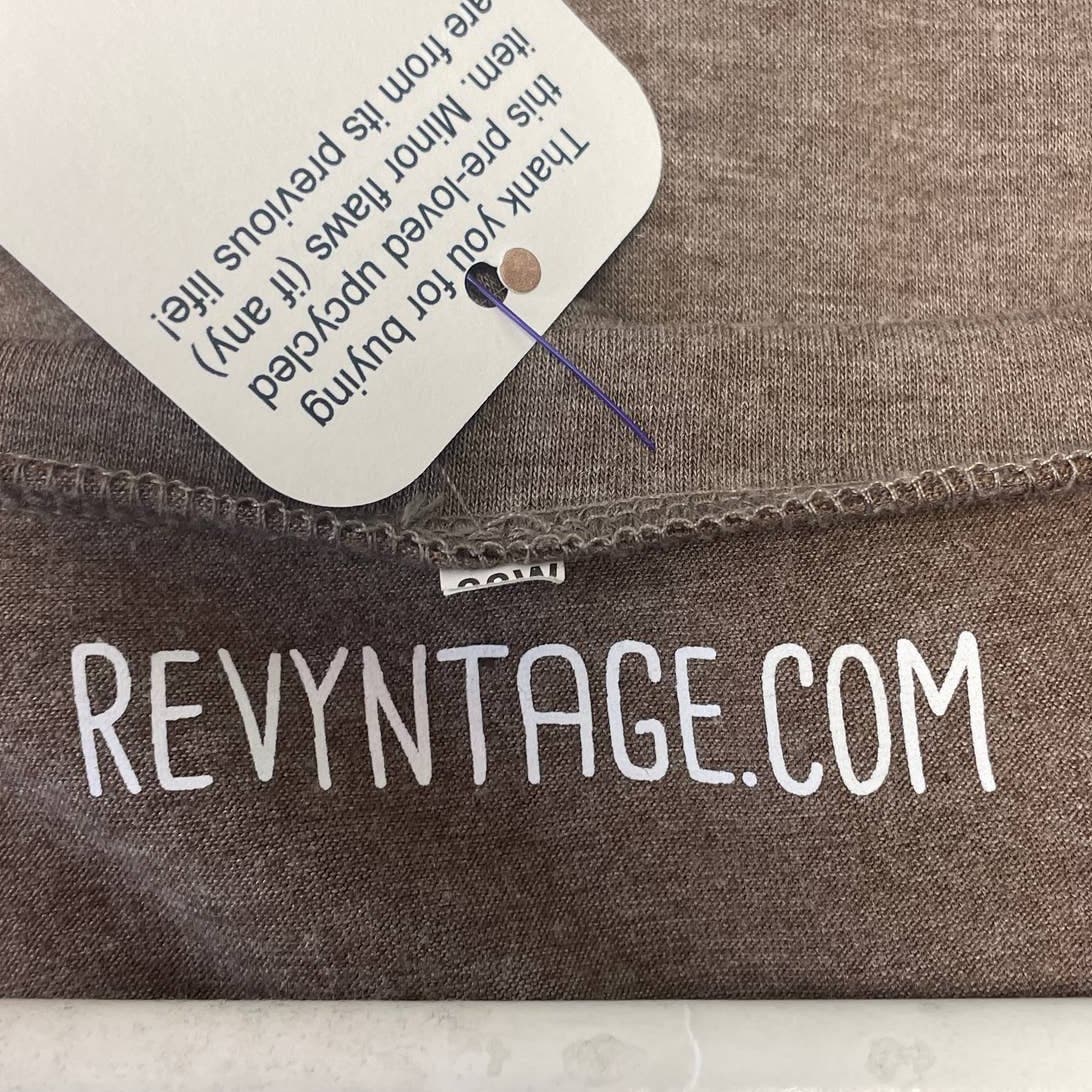 Thank you for buying
this pre-loved upcycled
item. Minor flaws (if any)
are from its previous life!
REVYNTAGE.COM